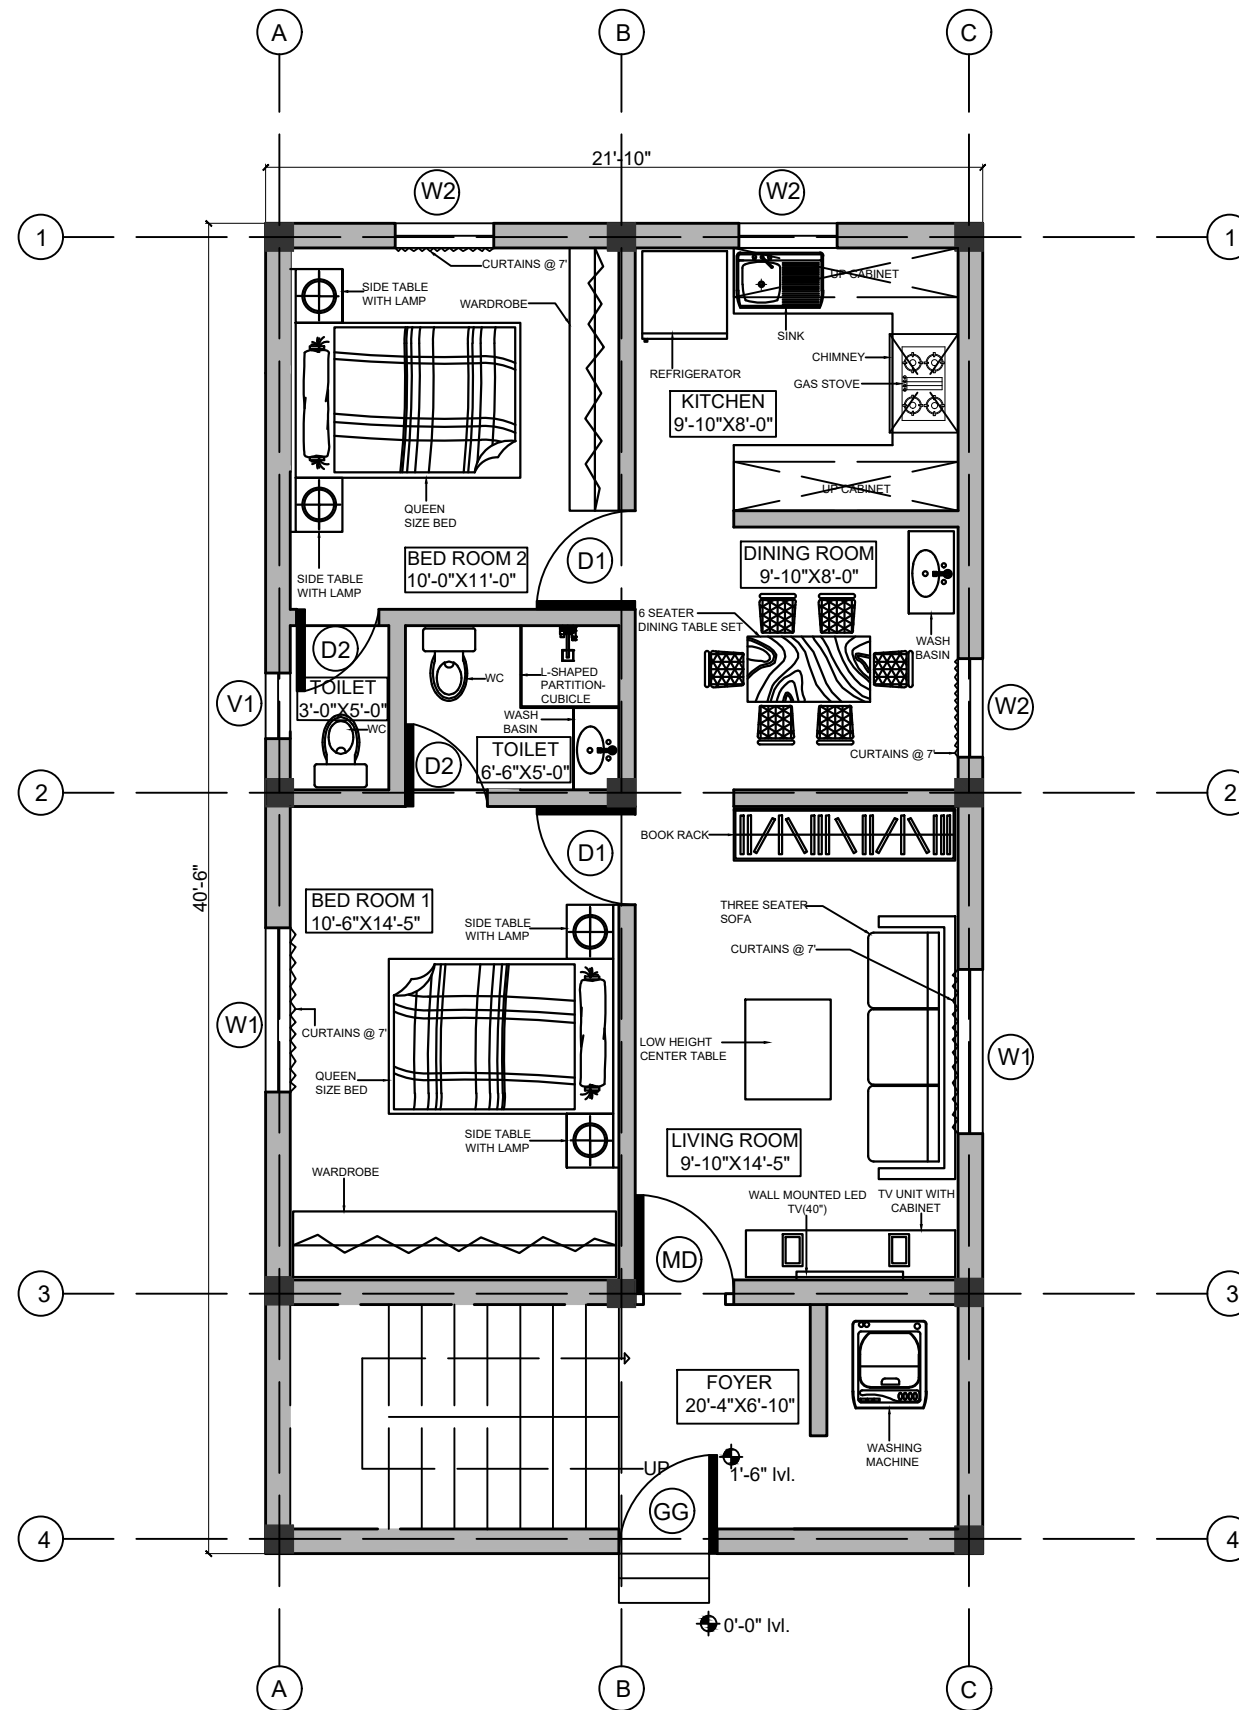 A
B
C
21'-10"
W2
W2
1
1
CURTAINS @ 7'
UP CABINET
SIDE TABLE
WITH LAMP
WARDROBE
SINK
CHIMNEY
REFRIGERATOR
GAS STOVE
KITCHEN
9'-10"X8'-0"
UP CABINET
QUEEN
SIZE BED
BED ROOM 2
10'-0"X11'-0"
D1
DINING ROOM
9'-10"X8'-0"
SIDE TABLE
WITH LAMP
6 SEATER
DINING TABLE SET
WASH
BASIN
D2
TOILET
3'-0"X5'-0"
WC
WC
L-SHAPED
PARTITION-
CUBICLE
V1
W2
WASH
BASIN
TOILET
6'-6"X5'-0"
D2
CURTAINS @ 7'
2
2
40'-6"
BOOK RACK
D1
BED ROOM 1
10'-6"X14'-5"
SIDE TABLE
WITH LAMP
THREE SEATER
SOFA
CURTAINS @ 7'
W1
CURTAINS @ 7'
LOW HEIGHT
CENTER TABLE
W1
QUEEN
SIZE BED
SIDE TABLE
WITH LAMP
LIVING ROOM
9'-10"X14'-5"
WARDROBE
WALL MOUNTED LED
TV(40")
TV UNIT WITH
CABINET
MD
3
3
FOYER
20'-4"X6'-10"
WASHING
MACHINE
UP
1'-6" lvl.
GG
4
4
0'-0" lvl.
A
B
C